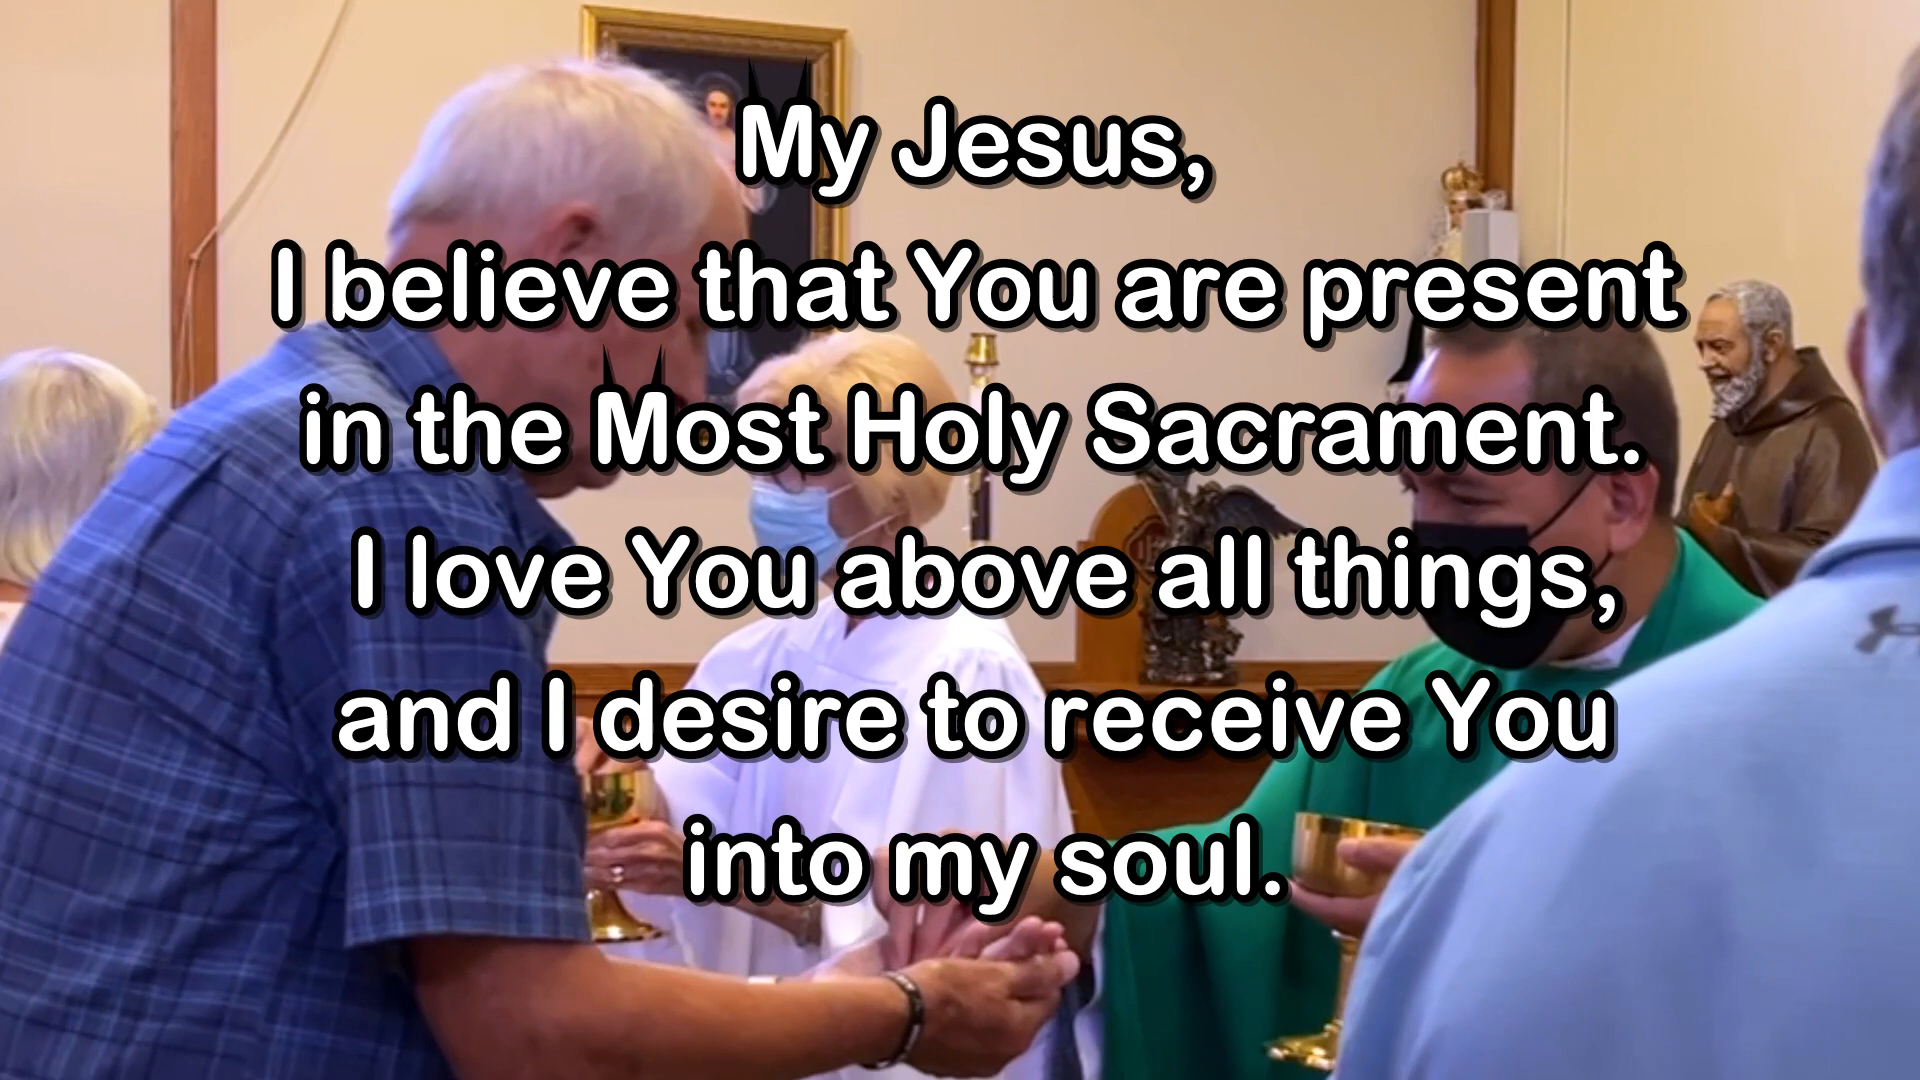 My Jesus,
I believe that You are present
in the Most Holy Sacrament.
I love You above all things,
and I desire to receive You
into my soul.